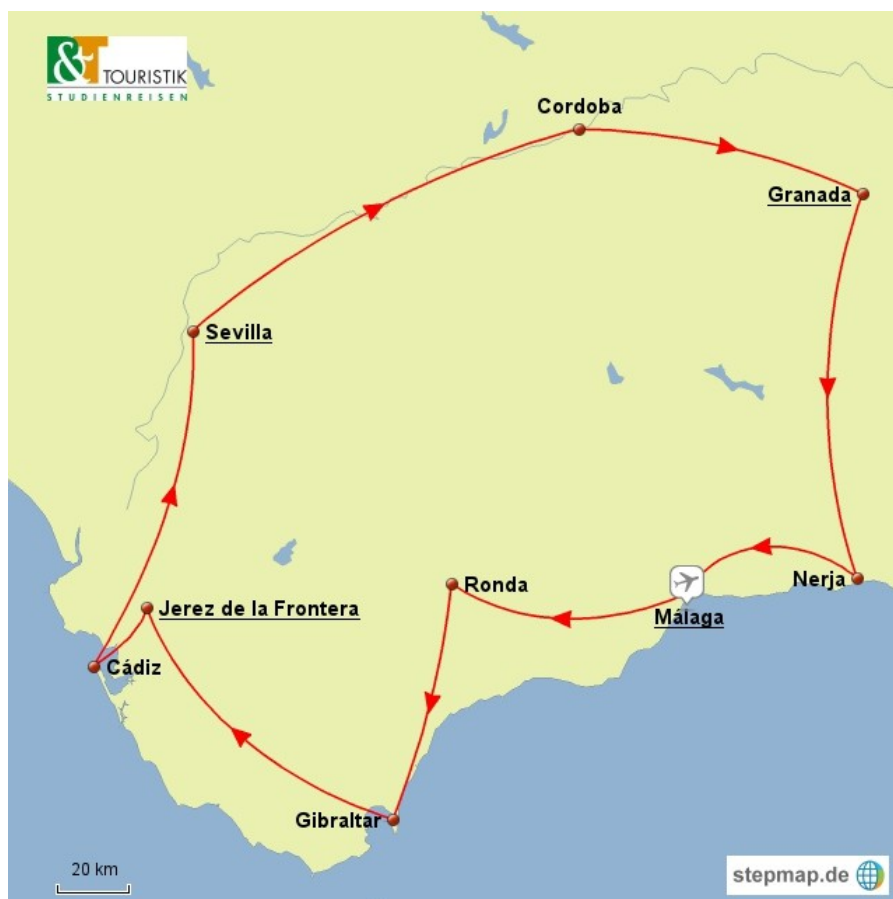 &T TOURISTIK
STUDIENREISEN
Cordoba
Granada
Sevilla
Ronda
Nerja
Jerez de la Frontera
Málaga
Cádiz
Gibraltar
20 km
stepmap.de